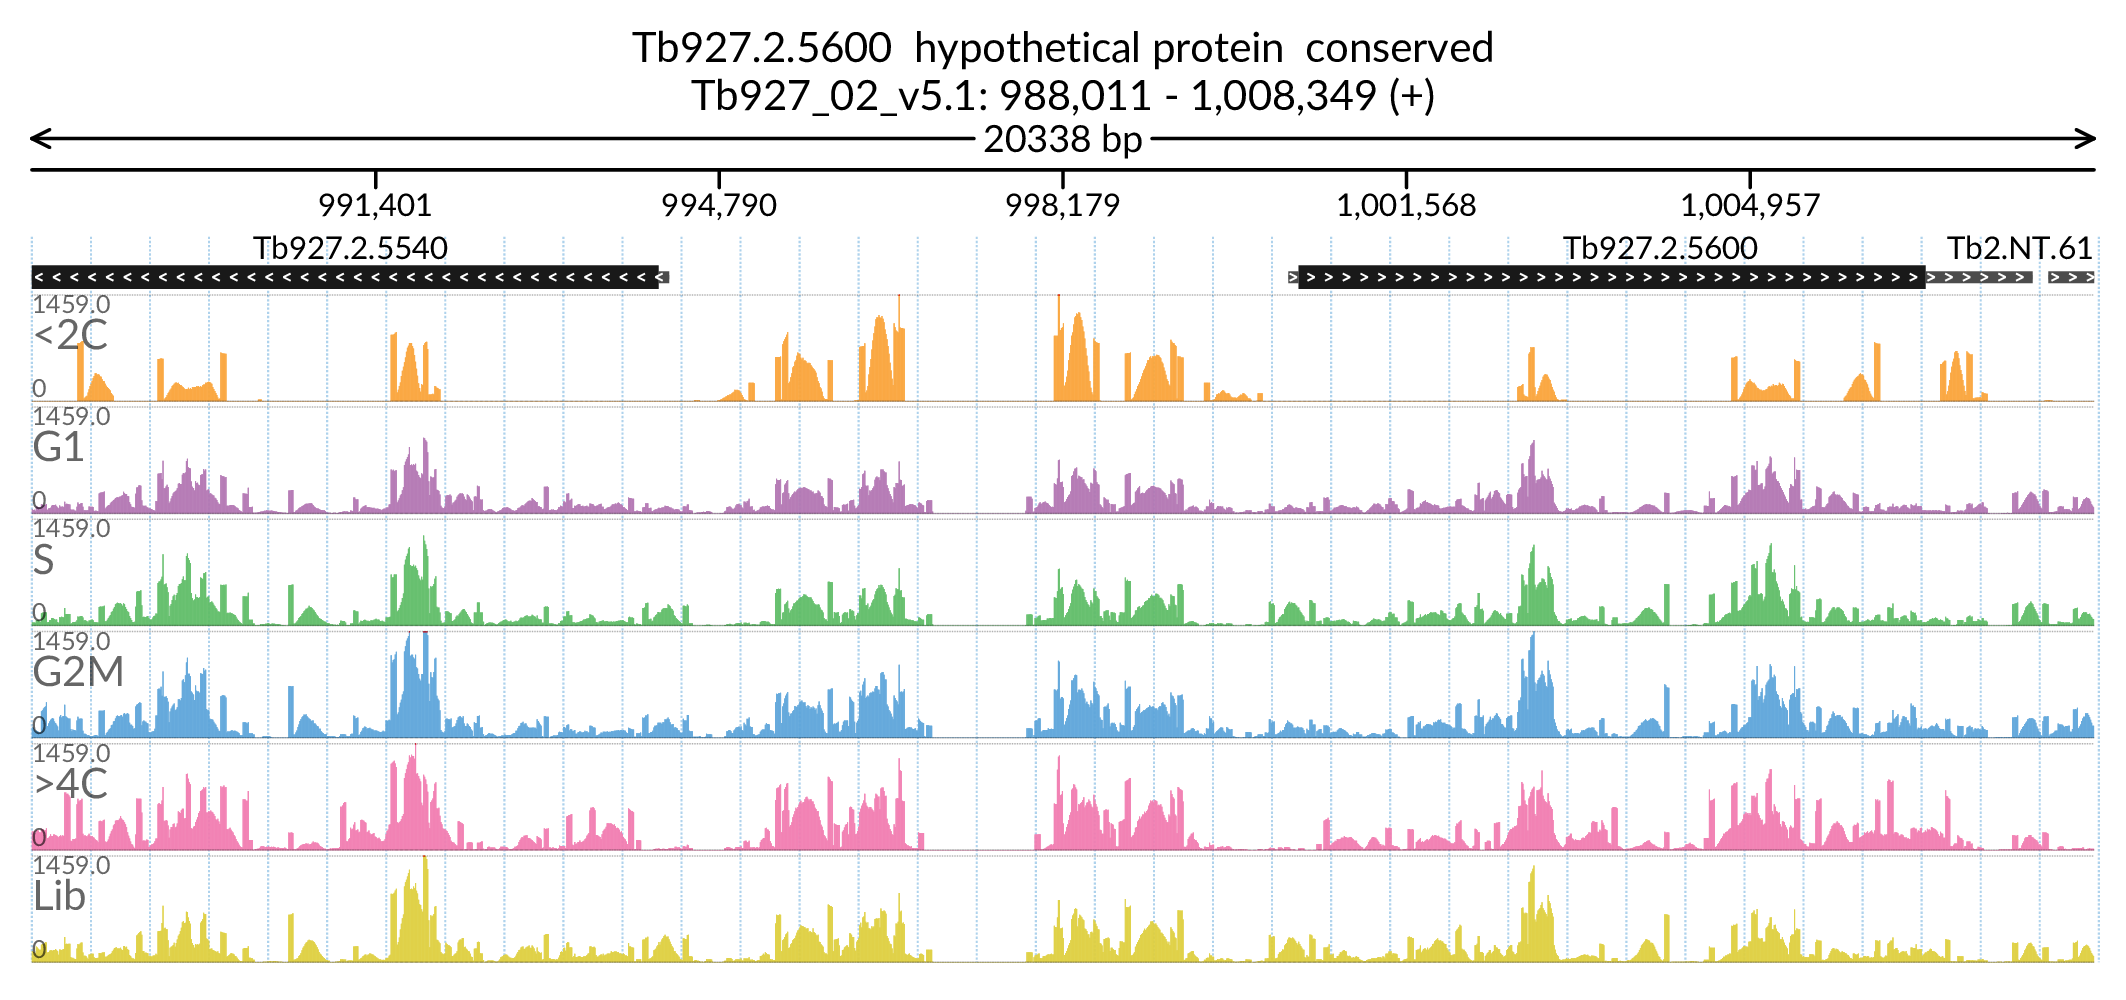 Tb927.2.5600  hypothetical protein  conserved
Tb927_02_v5.1: 988,011 - 1,008,349 (+)
20338 bp
991,401 994,790 998,179 1,001,568 1,004,957
Tb927.2.5540 Tb927.2.5600 Tb2.NT.61
1459.0
<2C
0
1459.0
G1
0
1459.0
S
0
1459.0
G2M
0
1459.0
>4C
0
1459.0
Lib
0